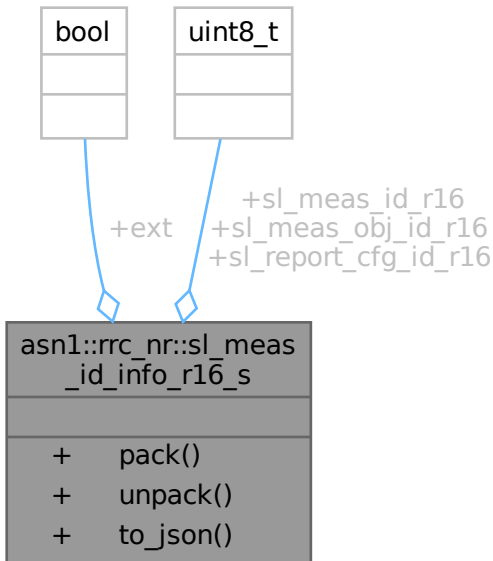 bool
uint8_t
+ext
+sl_meas_id_r16
+sl_meas_obj_id_r16
+sl_report_cfg_id_r16
asn1::rrc_nr::sl_meas
_id_info_r16_s
+ pack()
+ unpack()
+ to_json()